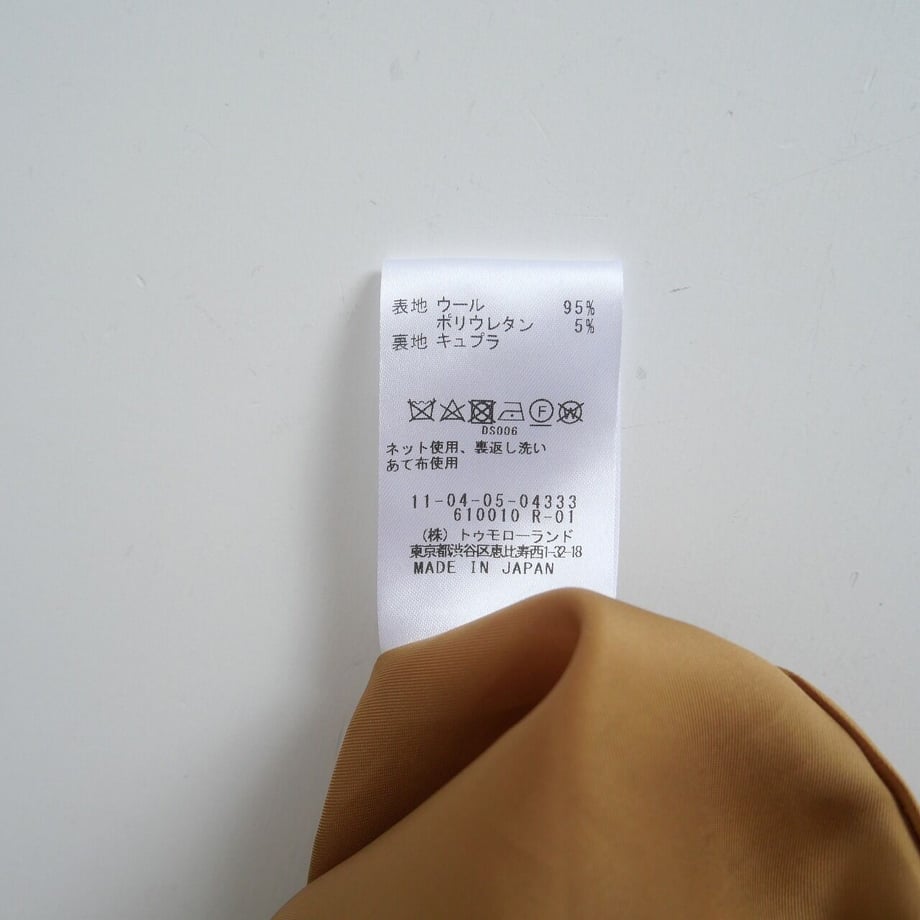 表地 ウール 95%
ポリウレタン 5%
裏地 キュプラ
F W
DS006
ネット使用、裏返し洗い
あて布使用
11-04-05-04333
610010 R-01
(株)トゥモローランド
東京都渋谷区恵比寿西1-32-18
MADE IN JAPAN